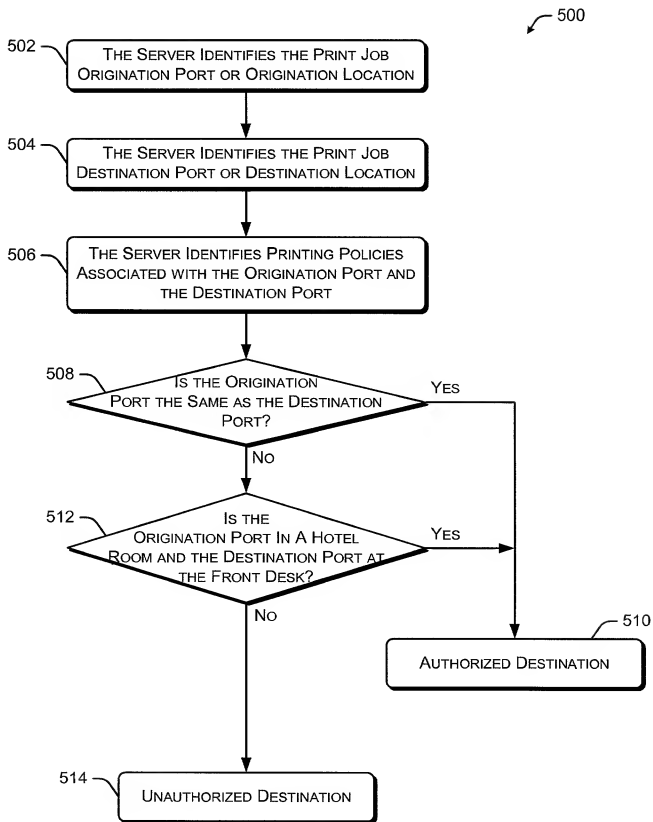 500
502
THE SERVER IDENTIFIES THE PRINT JOB
ORIGINATION PORT OR ORIGINATION LOCATION
504
THE SERVER IDENTIFIES THE PRINT JOB
DESTINATION PORT OR DESTINATION LOCATION
506
THE SERVER IDENTIFIES PRINTING POLICIES
ASSOCIATED WITH THE ORIGINATION PORT AND
THE DESTINATION PORT
508
IS THE ORIGINATION
PORT THE SAME AS THE DESTINATION
PORT?
YES
NO
512
IS THE
ORIGINATION PORT IN A HOTEL
ROOM AND THE DESTINATION PORT AT
THE FRONT DESK?
YES
NO
510
AUTHORIZED DESTINATION
514
UNAUTHORIZED DESTINATION